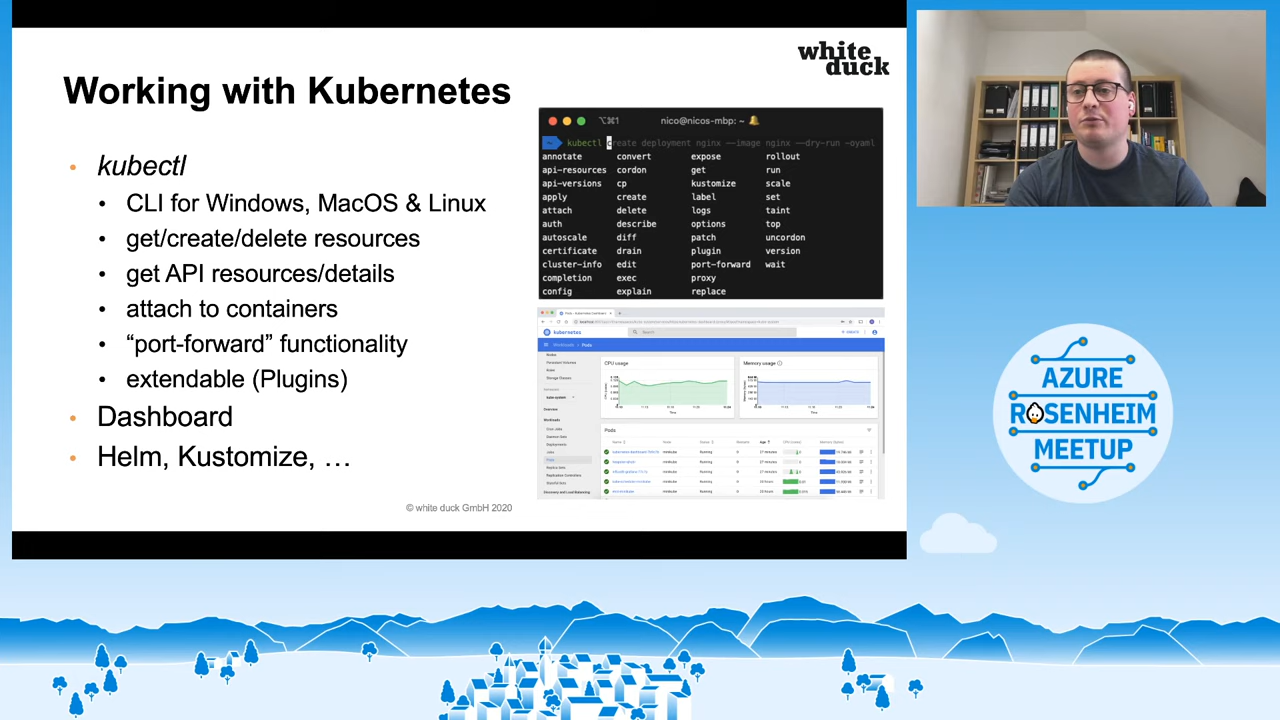 white
duck
Working with Kubernetes
• kubectl
• CLI for Windows, MacOS & Linux
• get/create/delete resources
• get API resources/details
• attach to containers
• “port-forward” functionality
• extendable (Plugins)
• Dashboard
• Helm, Kustomize, …
© white duck GmbH 2020
⌥⌘1 nico@nicos-mbp: ~ 🔔
~ kubectl create deployment nginx --image nginx --dry-run -oyaml
annotate convert expose rollout
api-resources cordon get run
api-versions cp kustomize scale
apply create label set
attach delete logs taint
auth describe options top
autoscale diff patch uncordon
certificate drain plugin version
cluster-info edit port-forward wait
completion exec proxy
config explain replace
kubernetes
Search
Workloads › Pods
CPU usage
Memory usage
Pods
AZURE
ROSENHEIM
MEETUP